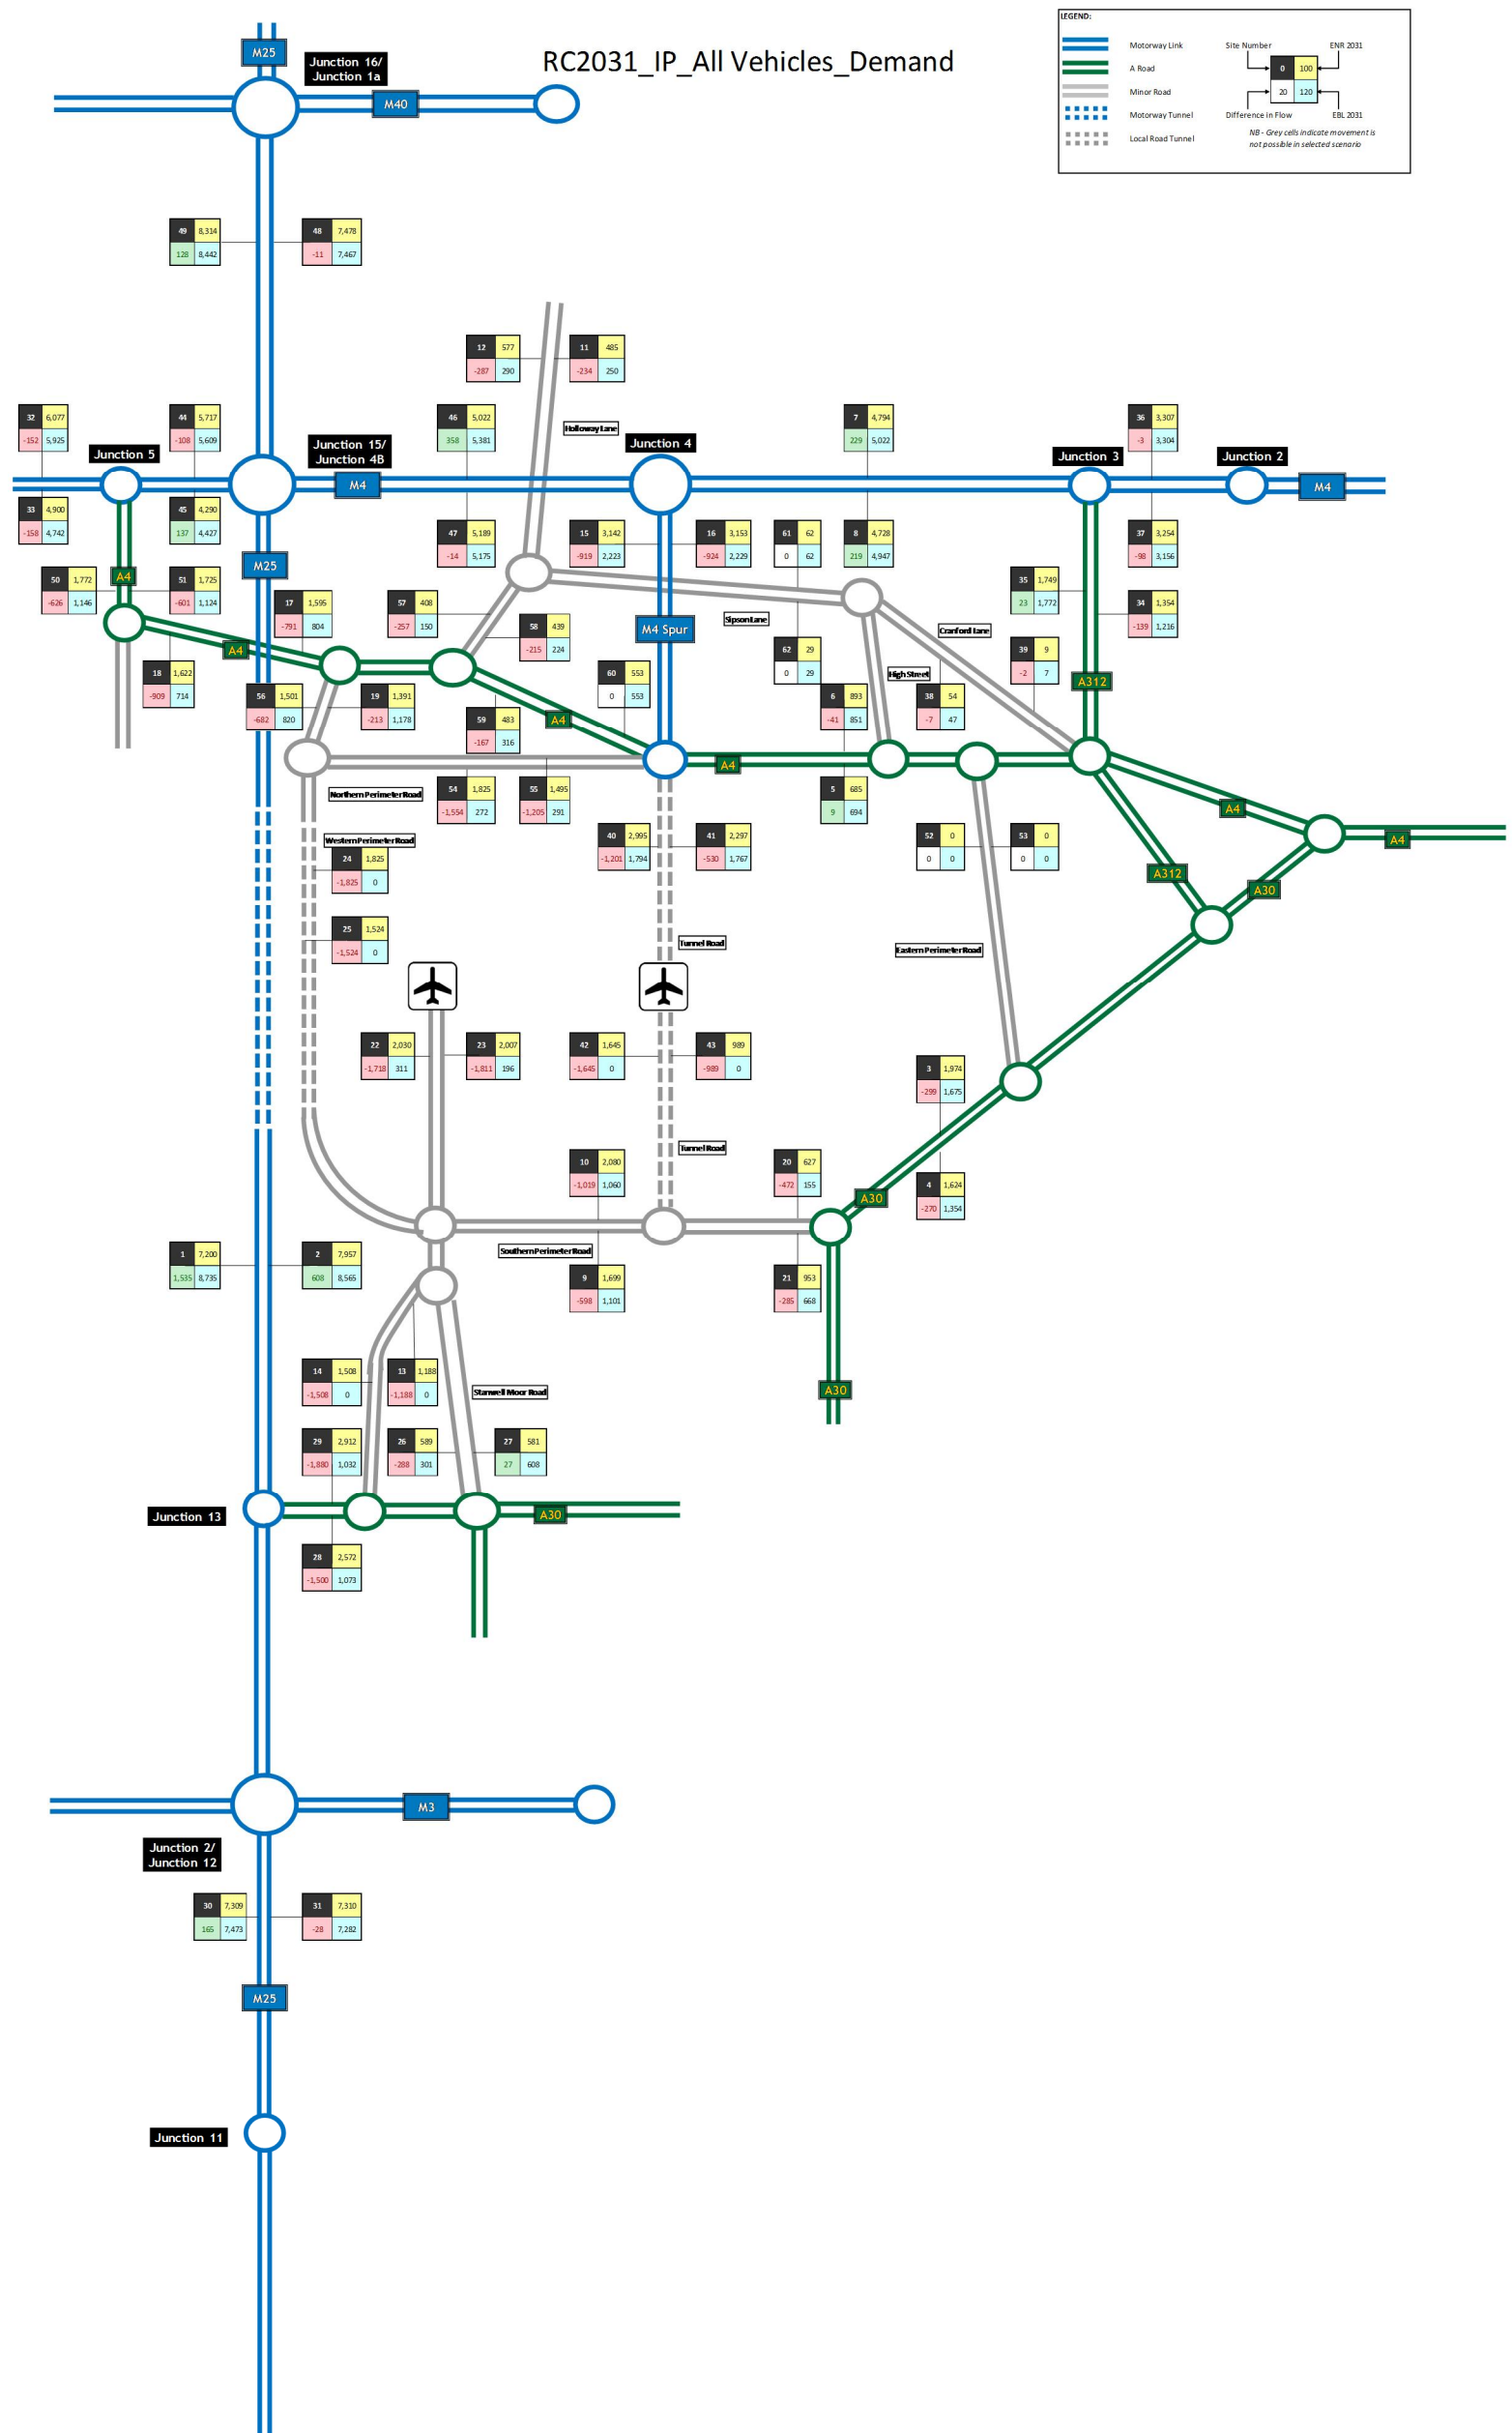 RC2031_IP_All Vehicles_Demand
LEGEND:
Motorway Link
A Road
Minor Road
Motorway Tunnel
Local Road Tunnel
Site Number
ENR 2031
0 100
20 120
Difference in Flow
EBL 2031
NB - Grey cells indicate movement is
not possible in selected scenario
M25
Junction 16/
Junction 1a
M40
49 8,314
128 8,442
48 7,478
-11 7,467
12 577
-287 290
11 485
-234 250
32 6,077
-152 5,925
44 5,717
-108 5,609
46 5,022
358 5,381
7 4,794
229 5,022
36 3,307
-3 3,304
Holloway Lane
Junction 5
Junction 15/
Junction 4B
Junction 4
Junction 3
Junction 2
M4
M4
33 4,900
-158 4,742
45 4,290
137 4,427
47 5,189
-14 5,175
15 3,142
-919 2,223
16 3,153
-924 2,229
61 62
0 62
8 4,728
219 4,947
37 3,254
-98 3,156
M25
A4
50 1,772
-626 1,146
51 1,725
-601 1,124
17 1,595
-791 804
57 408
-257 150
58 439
-215 224
M4 Spur
Sipson Lane
Cranford Lane
35 1,749
23 1,772
34 1,354
-139 1,216
62 29
0 29
39 9
-2 7
High Street
A4
18 1,622
-909 714
56 1,501
-682 820
19 1,391
-213 1,178
60 553
0 553
59 483
-167 316
A4
6 893
-41 851
38 54
-7 47
A312
A4
Northern Perimeter Road
54 1,825
-1,554 272
55 1,495
-1,205 291
5 685
9 694
A4
A4
Western Perimeter Road
24 1,825
-1,825 0
40 2,995
-1,201 1,794
41 2,297
-530 1,767
52 0
0 0
53 0
0 0
A312
A30
25 1,524
-1,524 0
Tunnel Road
Eastern Perimeter Road
22 2,030
-1,718 311
23 2,007
-1,811 196
42 1,645
-1,645 0
43 989
-989 0
3 1,974
-299 1,675
Tunnel Road
10 2,080
-1,019 1,060
20 627
-472 155
A30
4 1,624
-270 1,354
1 7,200
1,535 8,735
2 7,957
608 8,565
Southern Perimeter Road
9 1,699
-598 1,101
21 953
-285 668
14 1,508
-1,508 0
13 1,188
-1,188 0
Stanwell Moor Road
A30
29 2,912
-1,880 1,032
26 589
-288 301
27 581
27 608
Junction 13
A30
28 2,572
-1,500 1,073
M3
Junction 2/
Junction 12
30 7,309
165 7,473
31 7,310
-28 7,282
M25
Junction 11